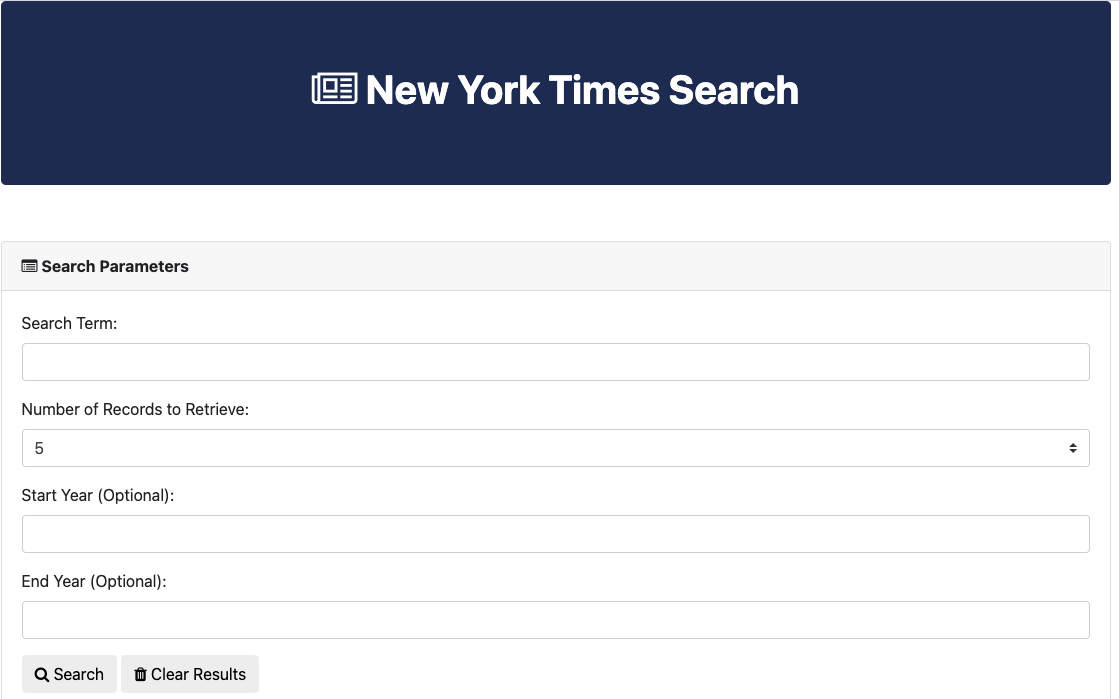 New York Times Search
Search Parameters
Search Term:
Number of Records to Retrieve:
5
Start Year (Optional):
End Year (Optional):
Search Clear Results